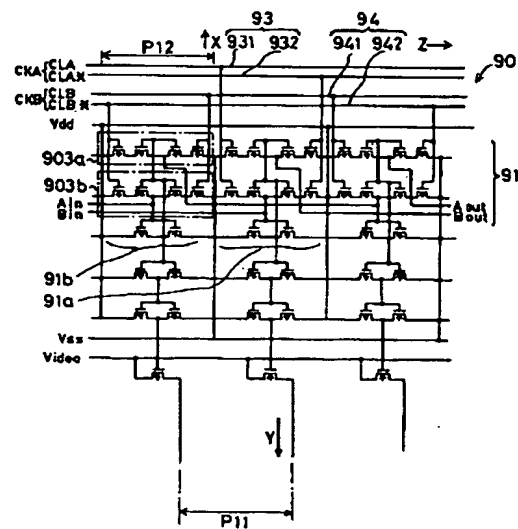 93 94
P12 X 931 932 941 942 Z
CKA { CLA
CLAX
CKB { CLB
CLB X
90
Vdd
903a
903b
91
Ain
Bin
Aout
Bout
91b
91a
Vss
Video
Y
P11